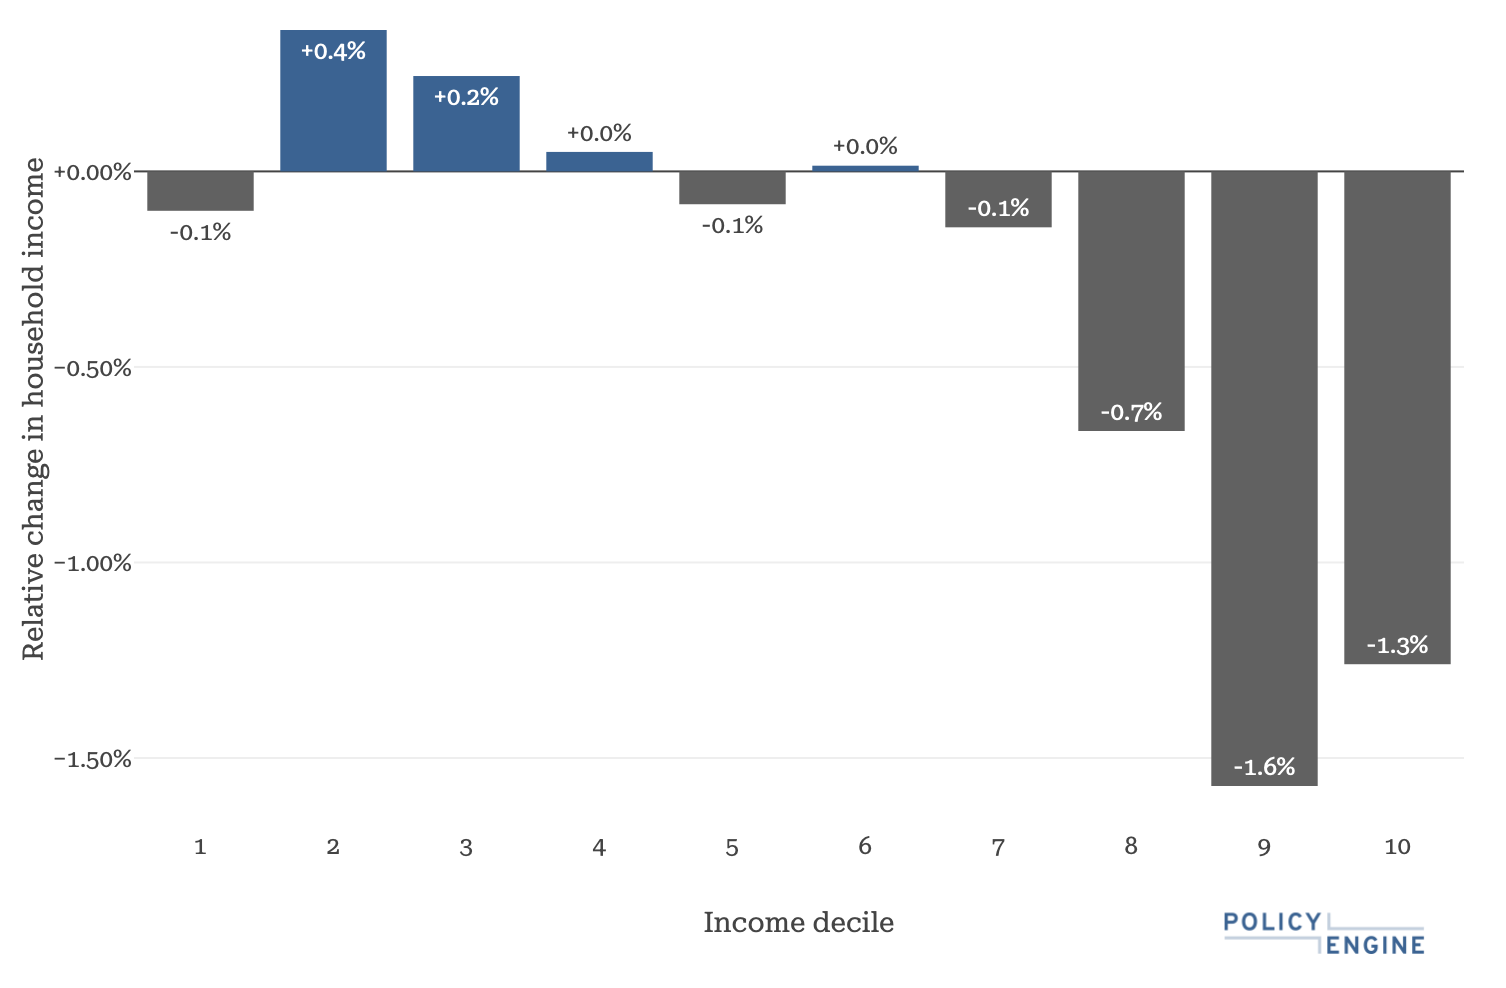 +0.4%
+0.2%
+0.0%
+0.0%
+0.00%
-0.1%
-0.1%
-0.1%
−0.50%
-0.7%
−1.00%
-1.3%
−1.50%
-1.6%
Relative change in household income
1 2 3 4 5 6 7 8 9 10
Income decile
POLICY
ENGINE